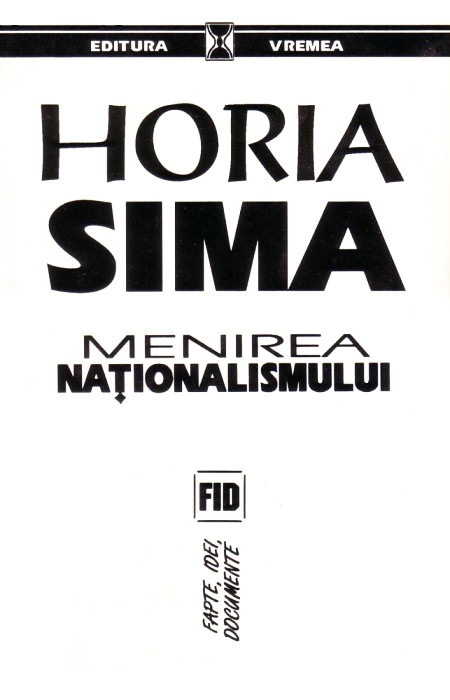 EDITURA VREMEA
HORIA
SIMA
MENIREA
NAȚIONALISMULUI
FID
FAPTE, IDEI,
DOCUMENTE